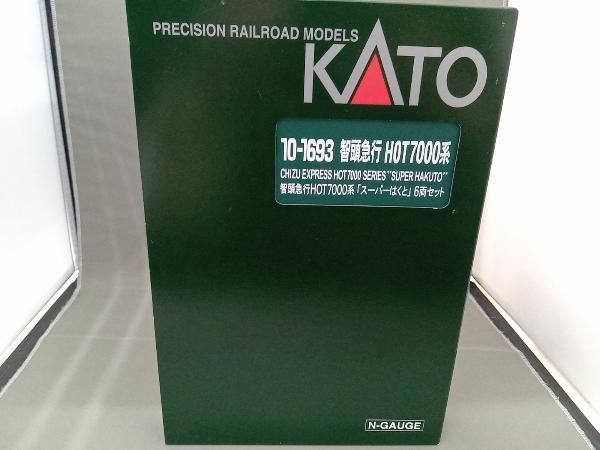 PRECISION RAILROAD MODELS
KATO
10-1693 智頭急行 HOT7000系
CHIZU EXPRESS HOT7000 SERIES "SUPER HAKUTO"
智頭急行HOT7000系「スーパーはくと」6両セット
N-GAUGE